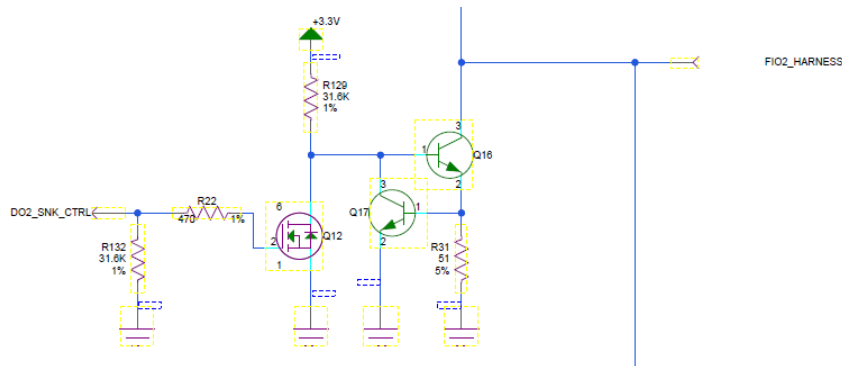 +3.3V
FIO2_HARNESS
R129
31.6K
1%
3
1
Q16
2
3
Q17
1
2
R22
470
1%
DO2_SNK_CTRL
6
2
Q12
1
R132
31.6K
1%
R31
51
5%